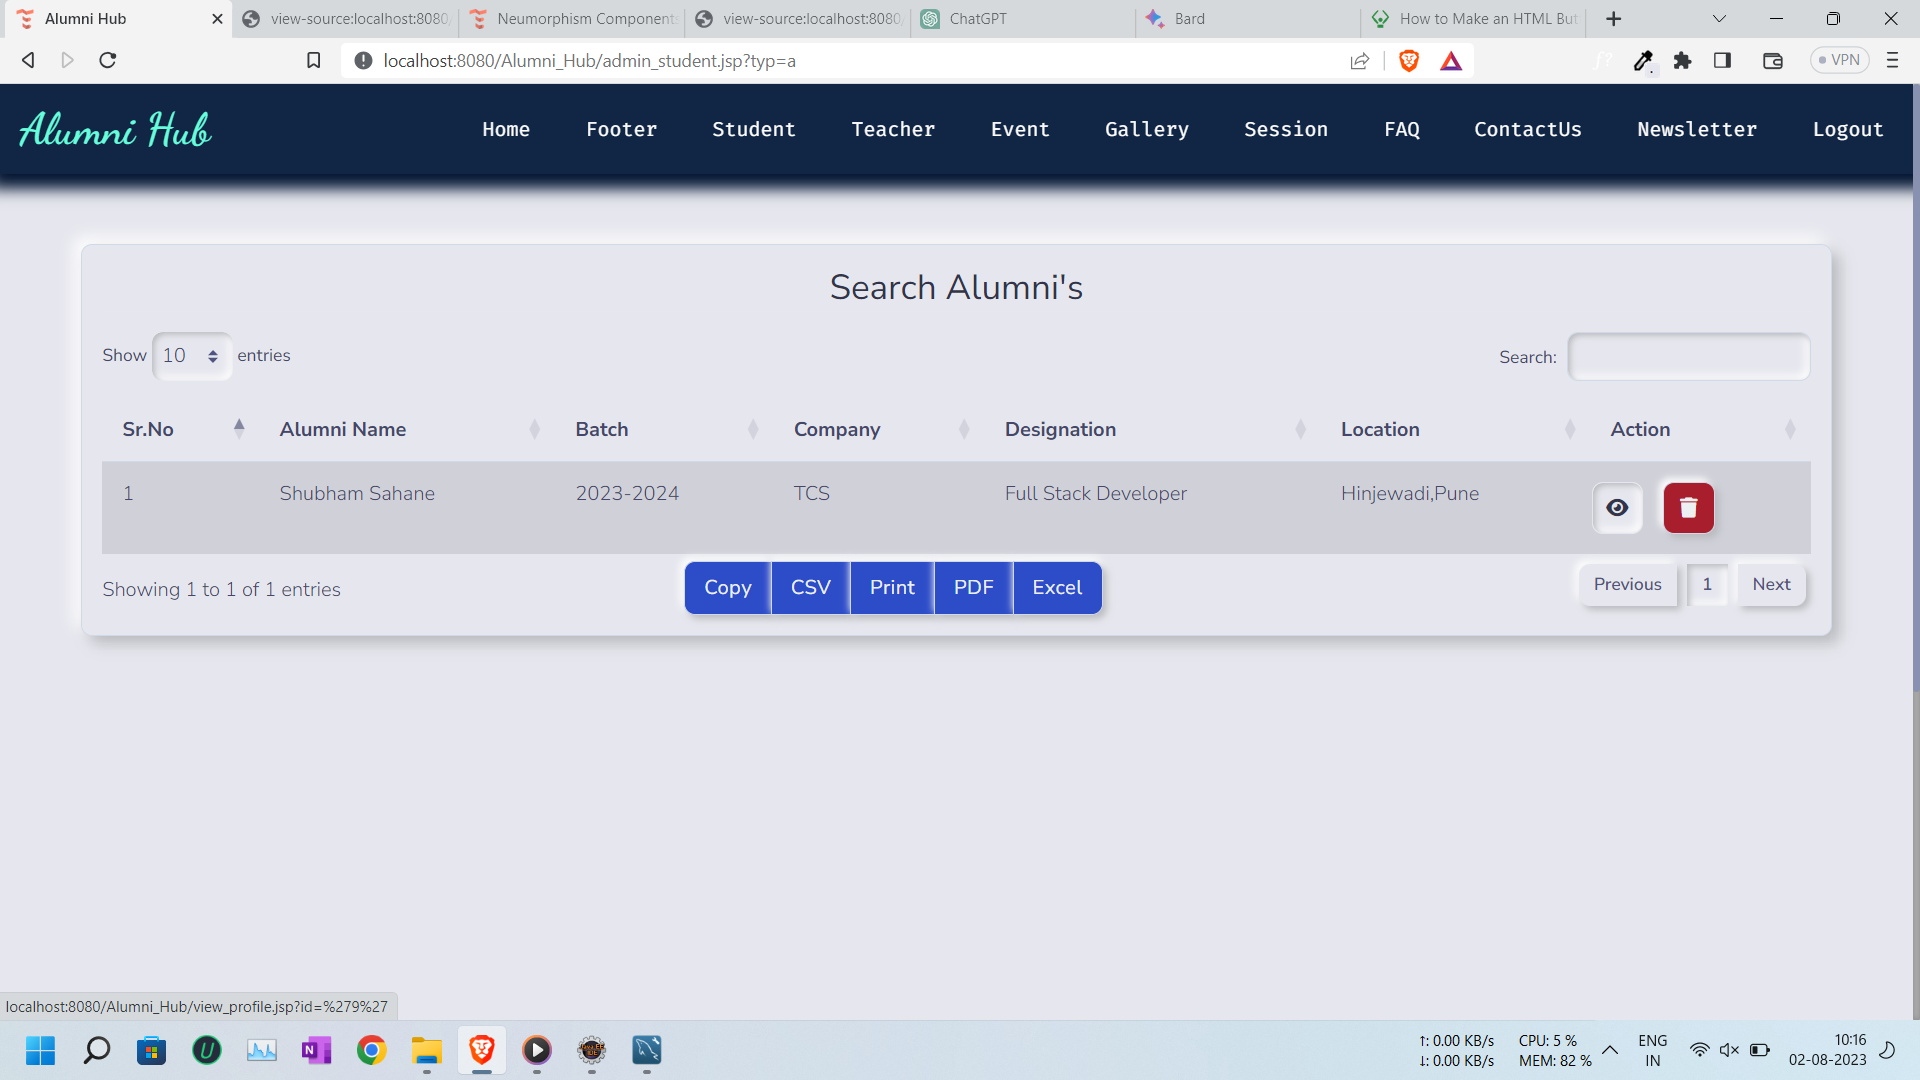 Alumni Hub
view-source:localhost:8080/
Neumorphism Component
view-source:localhost:8080/
ChatGPT
Bard
How to Make an HTML But
localhost:8080/Alumni_Hub/admin_student.jsp?typ=a
VPN
Alumni Hub
Home Footer Student Teacher Event Gallery Session FAQ ContactUs Newsletter Logout
Search Alumni's
Show 10 entries
Search:
Sr.No Alumni Name Batch Company Designation Location Action
1 Shubham Sahane 2023-2024 TCS Full Stack Developer Hinjewadi,Pune
Showing 1 to 1 of 1 entries
Copy CSV Print PDF Excel
Previous 1 Next
localhost:8080/Alumni_Hub/view_profile.jsp?id=%279%27
↑: 0.00 KB/s CPU: 5 % ENG 10:16
↓: 0.00 KB/s MEM: 82 % IN 02-08-2023